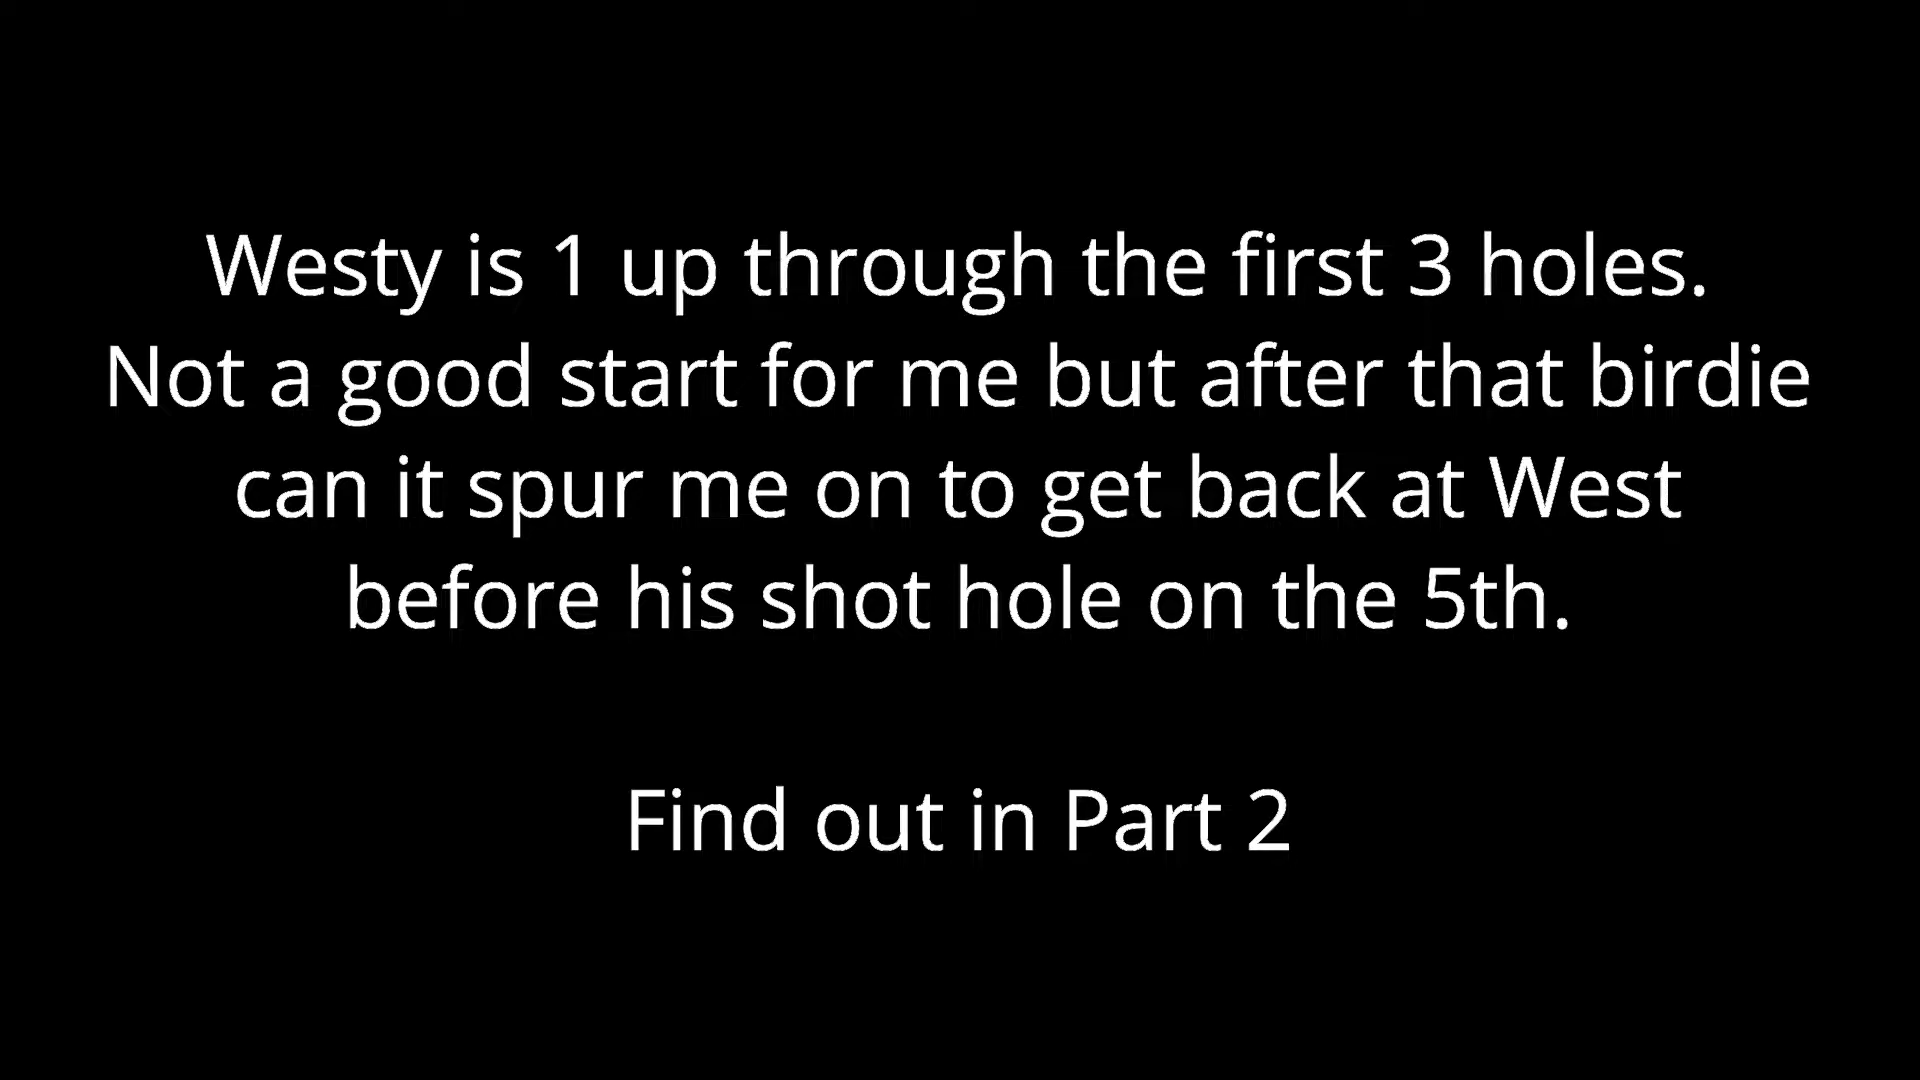 Westy is 1 up through the first 3 holes.
Not a good start for me but after that birdie
can it spur me on to get back at West
before his shot hole on the 5th.
Find out in Part 2